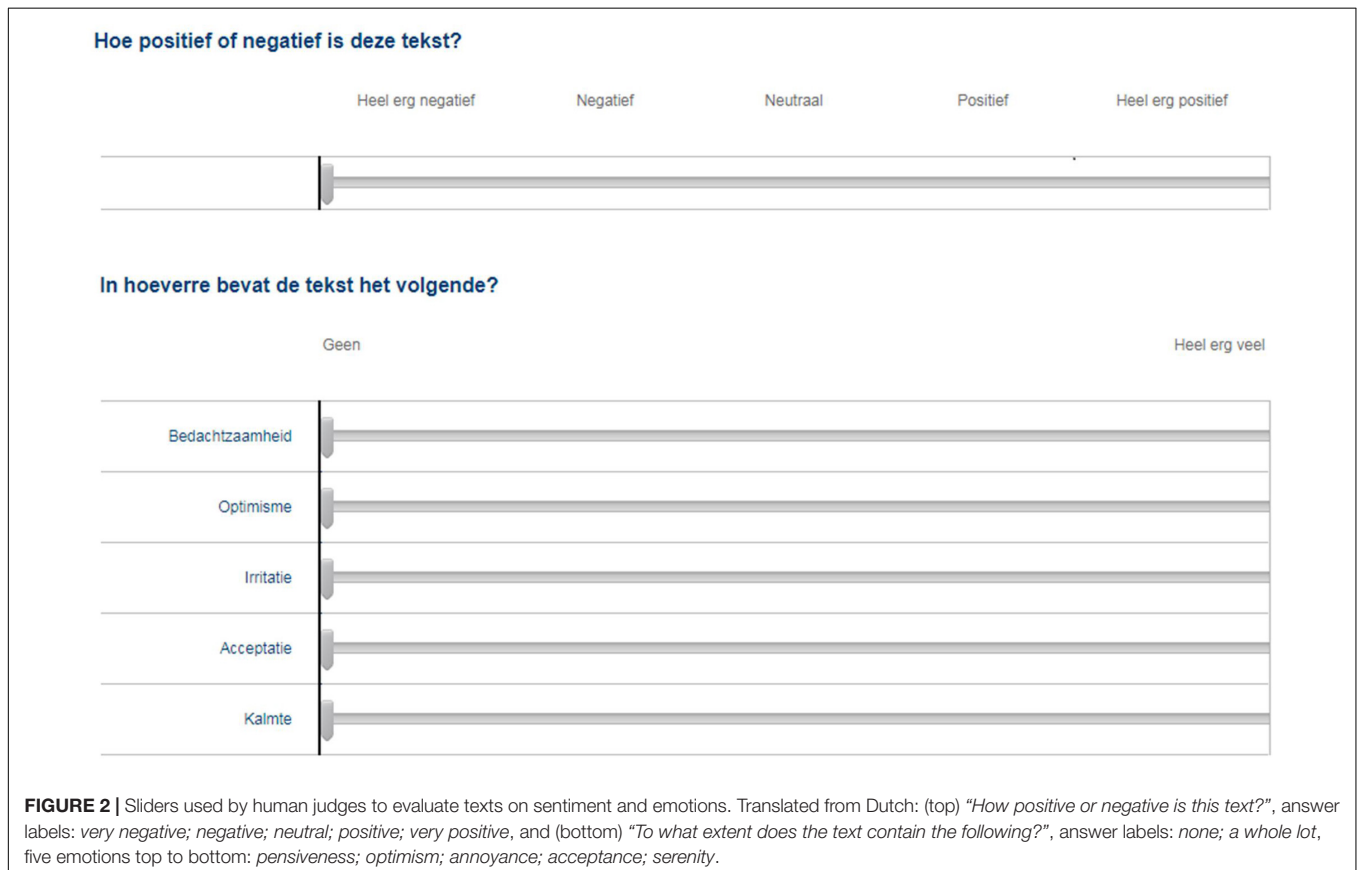 Hoe positief of negatief is deze tekst?
Heel erg negatief Negatief Neutraal Positief Heel erg positief
In hoeverre bevat de tekst het volgende?
Geen Heel erg veel
Bedachtzaamheid
Optimisme
Irritatie
Acceptatie
Kalmte
FIGURE 2 | Sliders used by human judges to evaluate texts on sentiment and emotions. Translated from Dutch: (top) “How positive or negative is this text?”, answer
labels: very negative; negative; neutral; positive; very positive, and (bottom) “To what extent does the text contain the following?”, answer labels: none; a whole lot,
five emotions top to bottom: pensiveness; optimism; annoyance; acceptance; serenity.